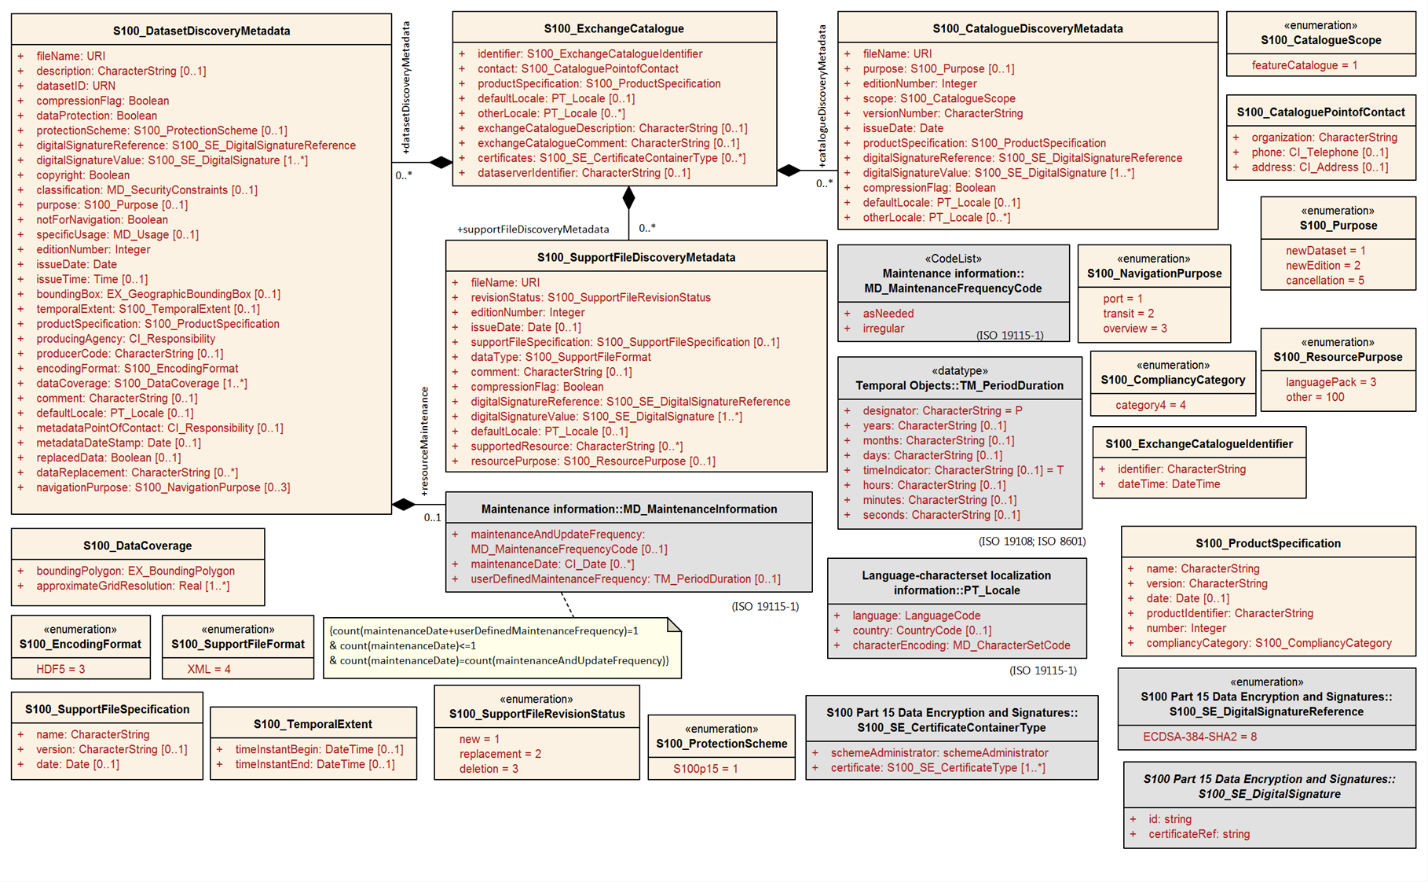 S100_DatasetDiscoveryMetadata
+ fileName: URI
+ description: CharacterString [0..1]
+ datasetID: URN
+ compressionFlag: Boolean
+ dataProtection: Boolean
+ protectionScheme: S100_ProtectionScheme [0..1]
+ digitalSignatureReference: S100_SE_DigitalSignatureReference
+ digitalSignatureValue: S100_SE_DigitalSignature [1..*]
+ copyright: Boolean
+ classification: MD_SecurityConstraints [0..1]
+ purpose: S100_Purpose [0..1]
+ notForNavigation: Boolean
+ specificUsage: MD_Usage [0..1]
+ editionNumber: Integer
+ issueDate: Date
+ issueTime: Time [0..1]
+ boundingBox: EX_GeographicBoundingBox [0..1]
+ temporalExtent: S100_TemporalExtent [0..1]
+ productSpecification: S100_ProductSpecification
+ producingAgency: CI_Responsibility
+ producerCode: CharacterString [0..1]
+ encodingFormat: S100_EncodingFormat
+ dataCoverage: S100_DataCoverage [1..*]
+ comment: CharacterString [0..1]
+ defaultLocale: PT_Locale [0..1]
+ metadataPointOfContact: CI_Responsibility [0..1]
+ metadataDateStamp: Date [0..1]
+ replacedData: Boolean [0..1]
+ dataReplacement: CharacterString [0..*]
+ navigationPurpose: S100_NavigationPurpose [0..3]
+datasetDiscoveryMetadata
0..*
S100_ExchangeCatalogue
+ identifier: S100_ExchangeCatalogueIdentifier
+ contact: S100_CataloguePointofContact
+ productSpecification: S100_ProductSpecification
+ defaultLocale: PT_Locale [0..1]
+ otherLocale: PT_Locale [0..*]
+ exchangeCatalogueDescription: CharacterString [0..1]
+ exchangeCatalogueComment: CharacterString [0..1]
+ certificates: S100_SE_CertificateContainerType [0..*]
+ dataserverIdentifier: CharacterString [0..1]
+catalogueDiscoveryMetadata
0..*
S100_CatalogueDiscoveryMetadata
+ fileName: URI
+ purpose: S100_Purpose [0..1]
+ editionNumber: Integer
+ scope: S100_CatalogueScope
+ versionNumber: CharacterString
+ issueDate: Date
+ productSpecification: S100_ProductSpecification
+ digitalSignatureReference: S100_SE_DigitalSignatureReference
+ digitalSignatureValue: S100_SE_DigitalSignature [1..*]
+ compressionFlag: Boolean
+ defaultLocale: PT_Locale [0..1]
+ otherLocale: PT_Locale [0..*]
«enumeration»
S100_CatalogueScope
featureCatalogue = 1
S100_CataloguePointofContact
+ organization: CharacterString
+ phone: CI_Telephone [0..1]
+ address: CI_Address [0..1]
«enumeration»
S100_Purpose
newDataset = 1
newEdition = 2
cancellation = 5
+supportFileDiscoveryMetadata
0..*
S100_SupportFileDiscoveryMetadata
+ fileName: URI
+ revisionStatus: S100_SupportFileRevisionStatus
+ editionNumber: Integer
+ issueDate: Date [0..1]
+ supportFileSpecification: S100_SupportFileSpecification [0..1]
+ dataType: S100_SupportFileFormat
+ comment: CharacterString [0..1]
+ compressionFlag: Boolean
+ digitalSignatureReference: S100_SE_DigitalSignatureReference
+ digitalSignatureValue: S100_SE_DigitalSignature [1..*]
+ defaultLocale: PT_Locale [0..1]
+ supportedResource: CharacterString [0..*]
+ resourcePurpose: S100_ResourcePurpose [0..1]
«CodeList»
Maintenance information::
MD_MaintenanceFrequencyCode
+ asNeeded
+ irregular
(ISO 19115-1)
«enumeration»
S100_NavigationPurpose
port = 1
transit = 2
overview = 3
«enumeration»
S100_ResourcePurpose
languagePack = 3
other = 100
«datatype»
Temporal Objects::TM_PeriodDuration
+ designator: CharacterString = P
+ years: CharacterString [0..1]
+ months: CharacterString [0..1]
+ days: CharacterString [0..1]
+ timeIndicator: CharacterString [0..1] = T
+ hours: CharacterString [0..1]
+ minutes: CharacterString [0..1]
+ seconds: CharacterString [0..1]
(ISO 19108; ISO 8601)
«enumeration»
S100_CompliancyCategory
category4 = 4
S100_ExchangeCatalogueIdentifier
+ identifier: CharacterString
+ dateTime: DateTime
+resourceMaintenance
0..1
Maintenance information::MD_MaintenanceInformation
+ maintenanceAndUpdateFrequency:
MD_MaintenanceFrequencyCode [0..1]
+ maintenanceDate: CI_Date [0..*]
+ userDefinedMaintenanceFrequency: TM_PeriodDuration [0..1]
(ISO 19115-1)
{count(maintenanceDate+userDefinedMaintenanceFrequency)=1
& count(maintenanceDate)<=1
& count(maintenanceDate)=count(maintenanceAndUpdateFrequency)}
S100_DataCoverage
+ boundingPolygon: EX_BoundingPolygon
+ approximateGridResolution: Real [1..*]
«enumeration»
S100_EncodingFormat
HDF5 = 3
«enumeration»
S100_SupportFileFormat
XML = 4
Language-characterset localization
information::PT_Locale
+ language: LanguageCode
+ country: CountryCode [0..1]
+ characterEncoding: MD_CharacterSetCode
(ISO 19115-1)
S100_ProductSpecification
+ name: CharacterString
+ version: CharacterString
+ date: Date [0..1]
+ productIdentifier: CharacterString
+ number: Integer
+ compliancyCategory: S100_CompliancyCategory
S100_SupportFileSpecification
+ name: CharacterString
+ version: CharacterString [0..1]
+ date: Date [0..1]
S100_TemporalExtent
+ timeInstantBegin: DateTime [0..1]
+ timeInstantEnd: DateTime [0..1]
«enumeration»
S100_SupportFileRevisionStatus
new = 1
replacement = 2
deletion = 3
«enumeration»
S100_ProtectionScheme
S100p15 = 1
S100 Part 15 Data Encryption and Signatures::
S100_SE_CertificateContainerType
+ schemeAdministrator: schemeAdministrator
+ certificate: S100_SE_CertificateType [1..*]
«enumeration»
S100 Part 15 Data Encryption and Signatures::
S100_SE_DigitalSignatureReference
ECDSA-384-SHA2 = 8
S100 Part 15 Data Encryption and Signatures::
S100_SE_DigitalSignature
+ id: string
+ certificateRef: string